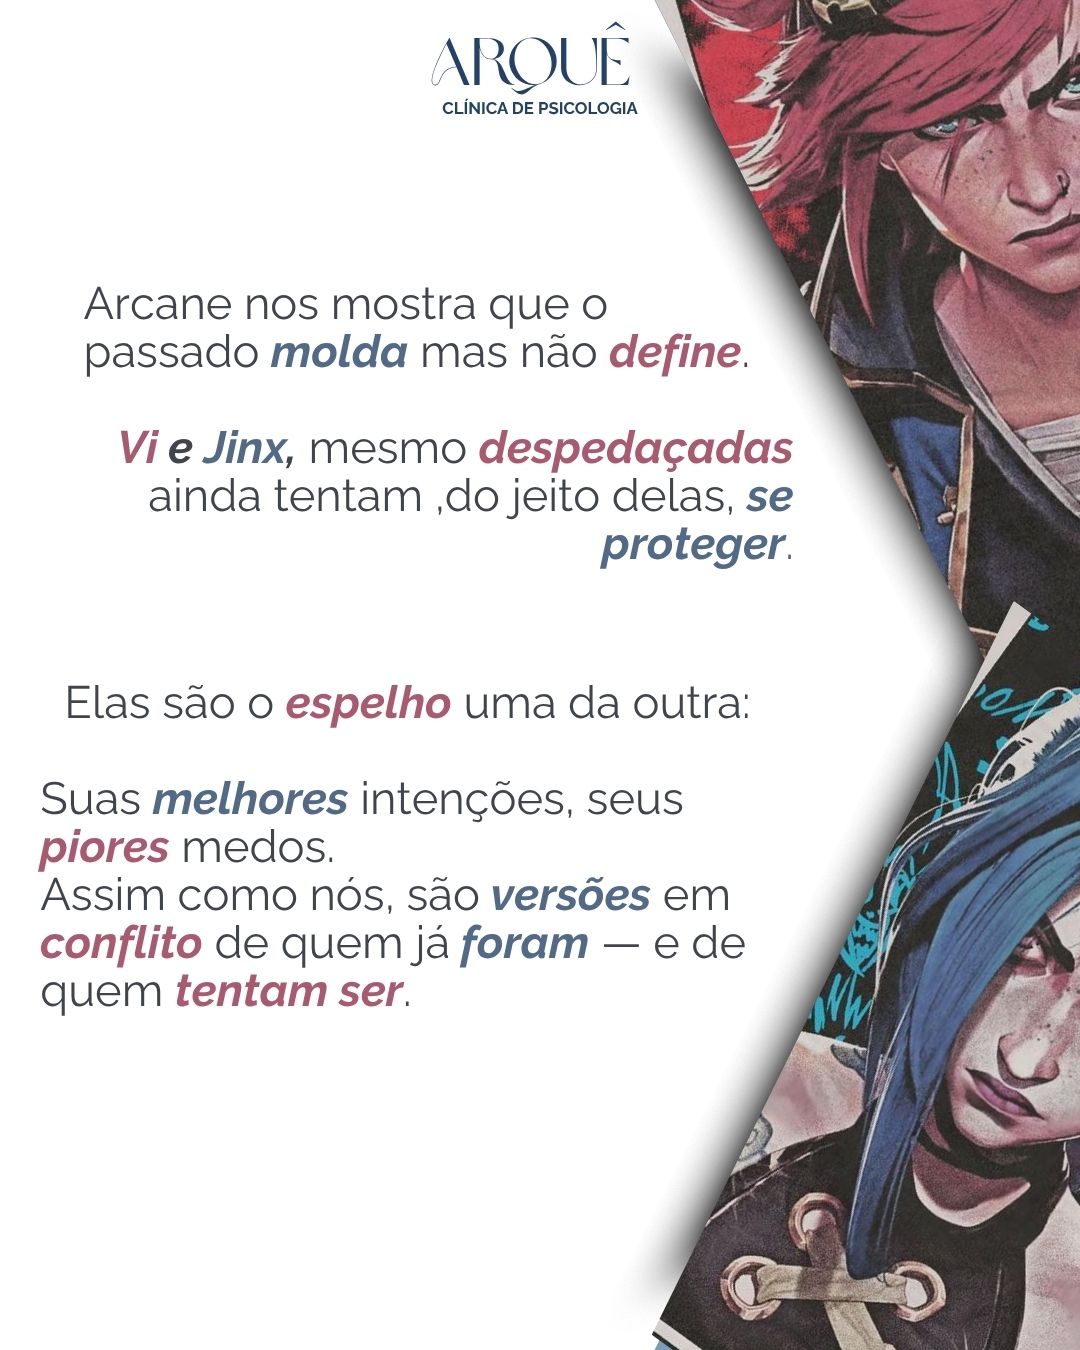 ARQUÊ
CLÍNICA DE PSICOLOGIA
Arcane nos mostra que o
passado molda mas não define.
Vi e Jinx, mesmo despedaçadas
ainda tentam ,do jeito delas, se
proteger.
Elas são o espelho uma da outra:
Suas melhores intenções, seus
piores medos.
Assim como nós, são versões em
conflito de quem já foram — e de
quem tentam ser.